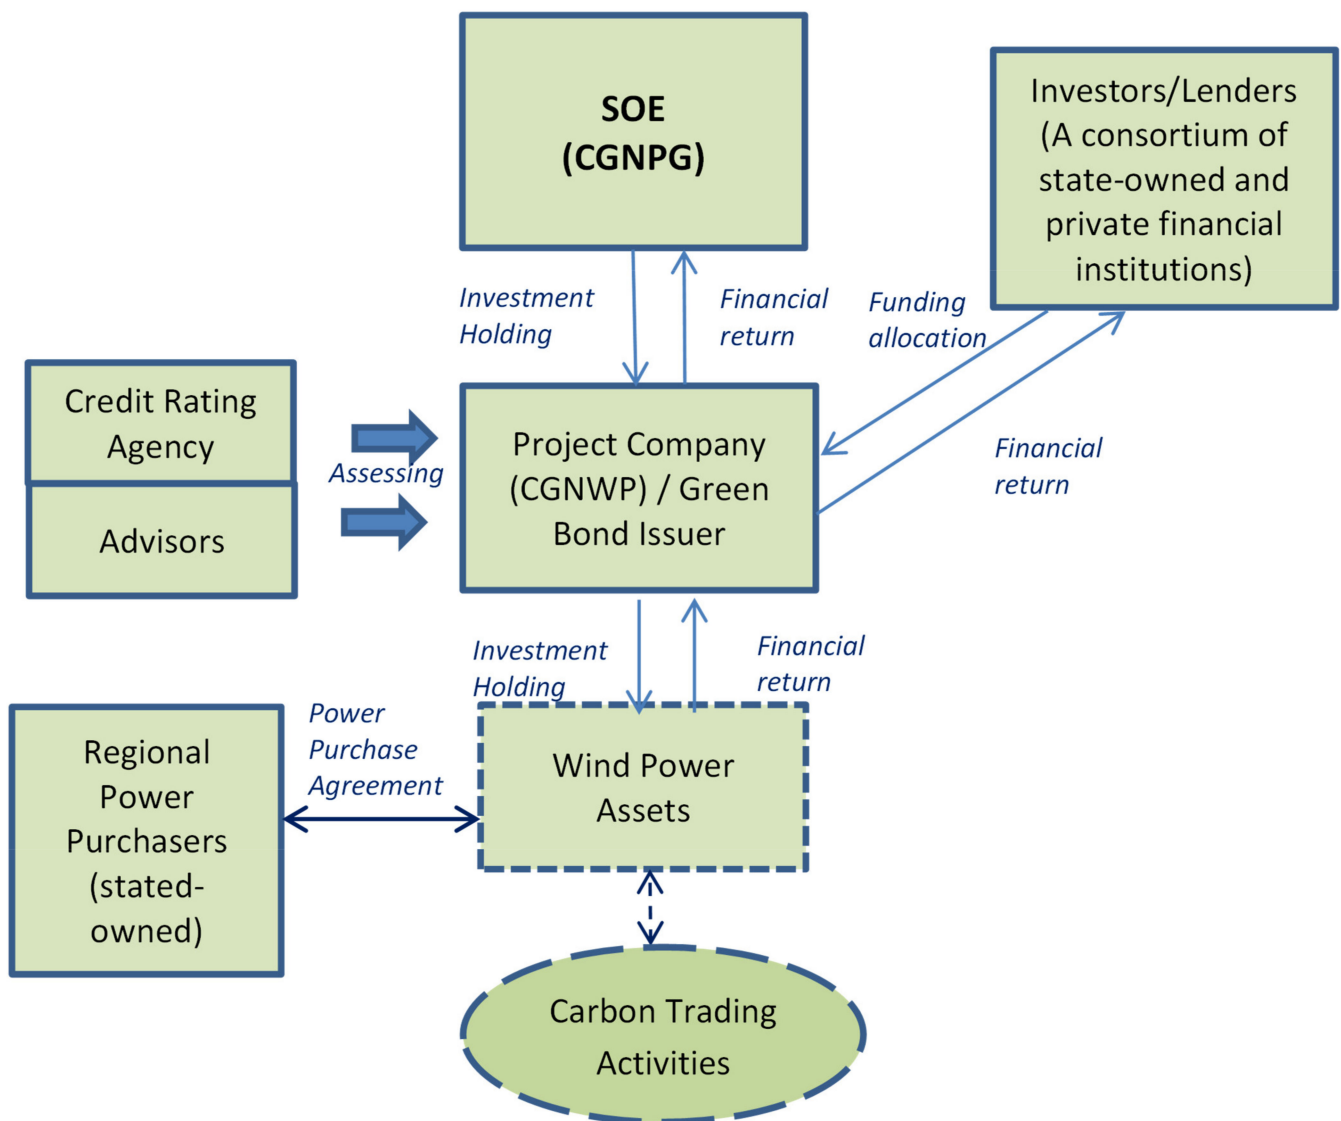 SOE
(CGNPG)
Investors/Lenders
(A consortium of
state-owned and
private financial
institutions)
Investment
Holding
Financial
return
Funding
allocation
Credit Rating
Agency
Advisors
Assessing
Project Company
(CGNWP) / Green
Bond Issuer
Financial
return
Investment
Holding
Financial
return
Regional
Power
Purchasers
(stated-
owned)
Power
Purchase
Agreement
Wind Power
Assets
Carbon Trading
Activities